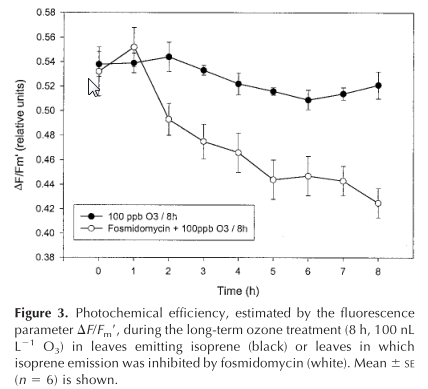 0.58
0.56
0.54
0.52
0.50
0.48
0.46
0.44
0.42
0.40
0.38
ΔF/Fm' (relative units)
100 ppb O3 / 8h
Fosmidomycin + 100ppb O3 / 8h
0 1 2 3 4 5 6 7 8
Time (h)
Figure 3. Photochemical efficiency, estimated by the fluorescence
parameter ΔF/Fm′, during the long-term ozone treatment (8 h, 100 nL
L−1 O3) in leaves emitting isoprene (black) or leaves in which
isoprene emission was inhibited by fosmidomycin (white). Mean ± SE
(n = 6) is shown.